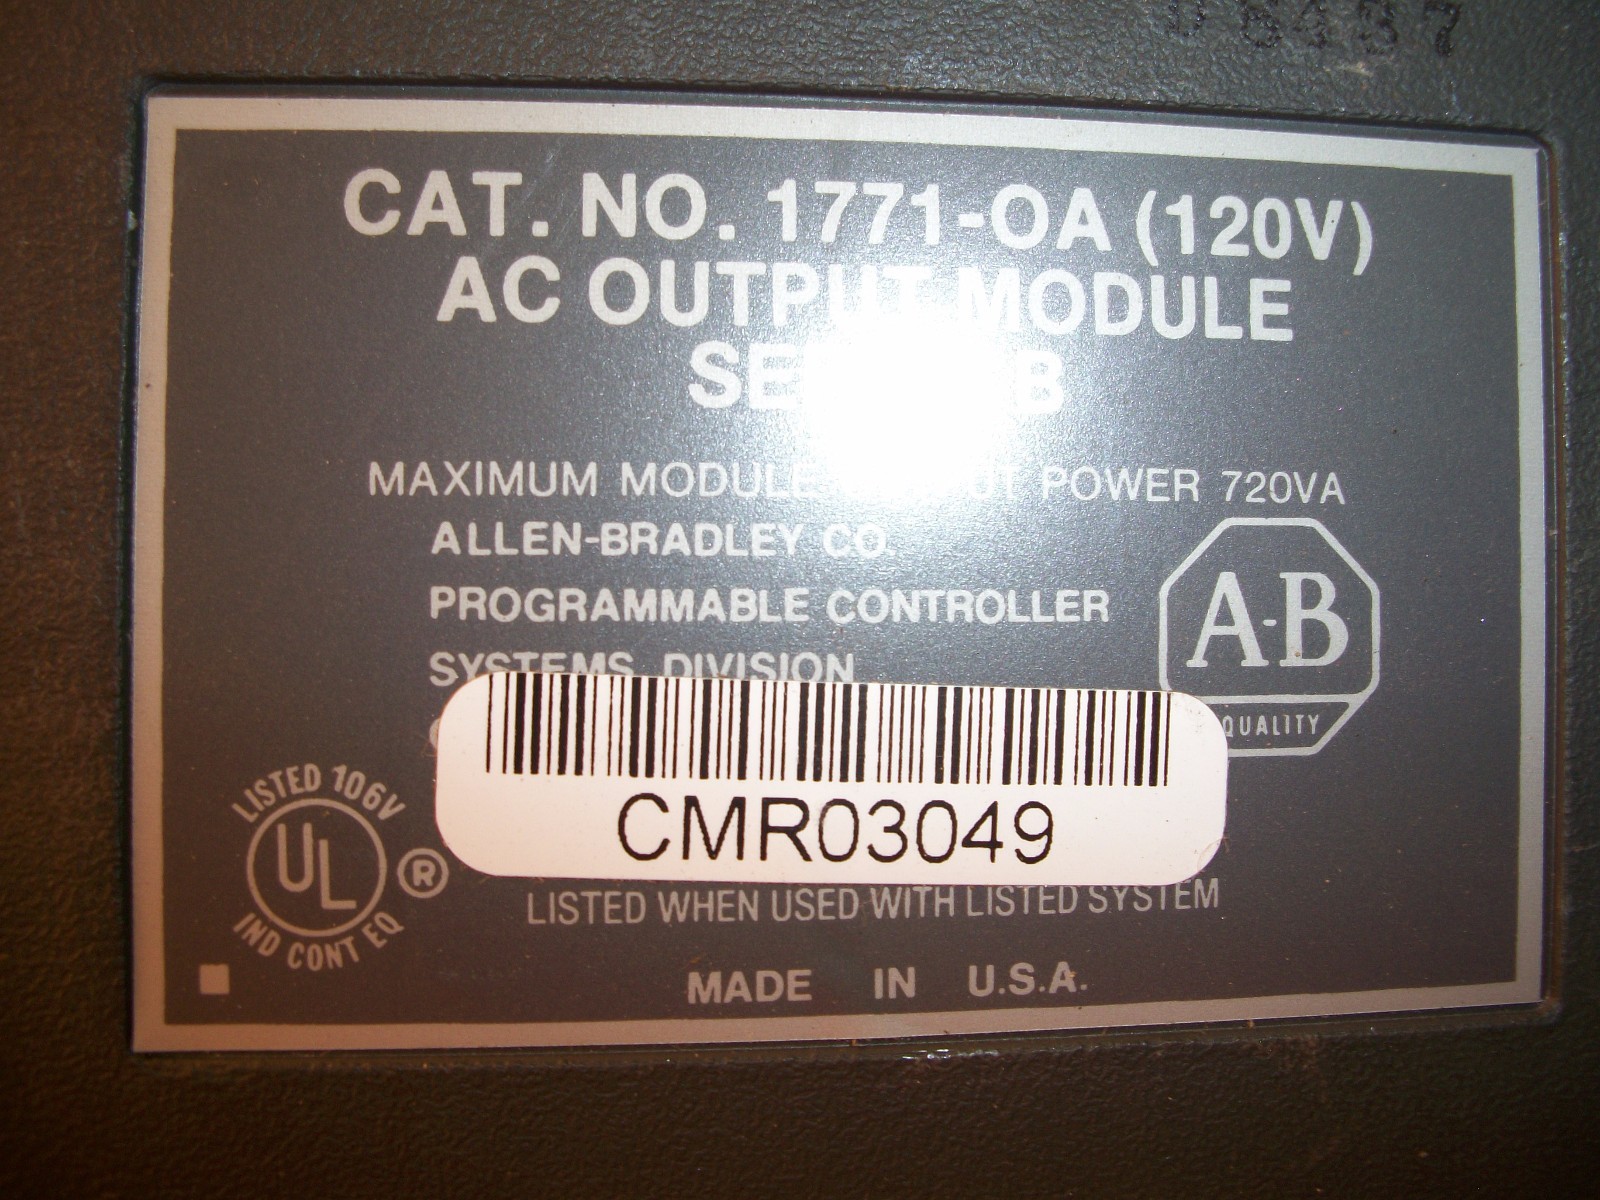 8437
CAT. NO. 1771-OA (120V)
AC OUTPUT MODULE
B
MAXIMUM MODULE POWER 720VA
ALLEN-BRADLEY CO.
PROGRAMMABLE CONTROLLER
SYSTEMS DIVISION
A-B
QUALITY
CMR03049
LISTED 106V
UL ®
IND CONT EQ
LISTED WHEN USED WITH LISTED SYSTEM
MADE IN U.S.A.